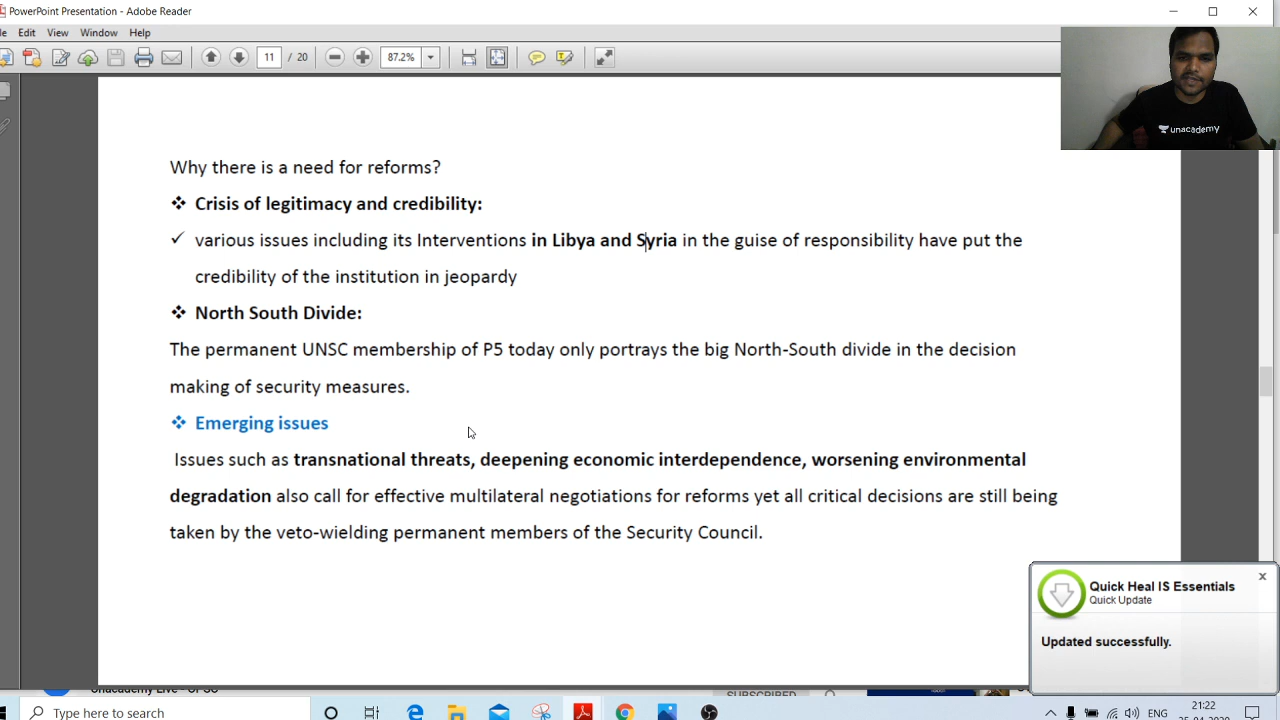 PowerPoint Presentation - Adobe Reader
Edit View Window Help
11 / 20 87.2%
unacademy
Why there is a need for reforms?
❖ Crisis of legitimacy and credibility:
✓ various issues including its Interventions in Libya and Syria in the guise of responsibility have put the
credibility of the institution in jeopardy
❖ North South Divide:
The permanent UNSC membership of P5 today only portrays the big North-South divide in the decision
making of security measures.
❖ Emerging issues
Issues such as transnational threats, deepening economic interdependence, worsening environmental
degradation also call for effective multilateral negotiations for reforms yet all critical decisions are still being
taken by the veto-wielding permanent members of the Security Council.
Quick Heal IS Essentials
Quick Update
Updated successfully.
SUBSCRIBED
Type here to search
ENG
21:22